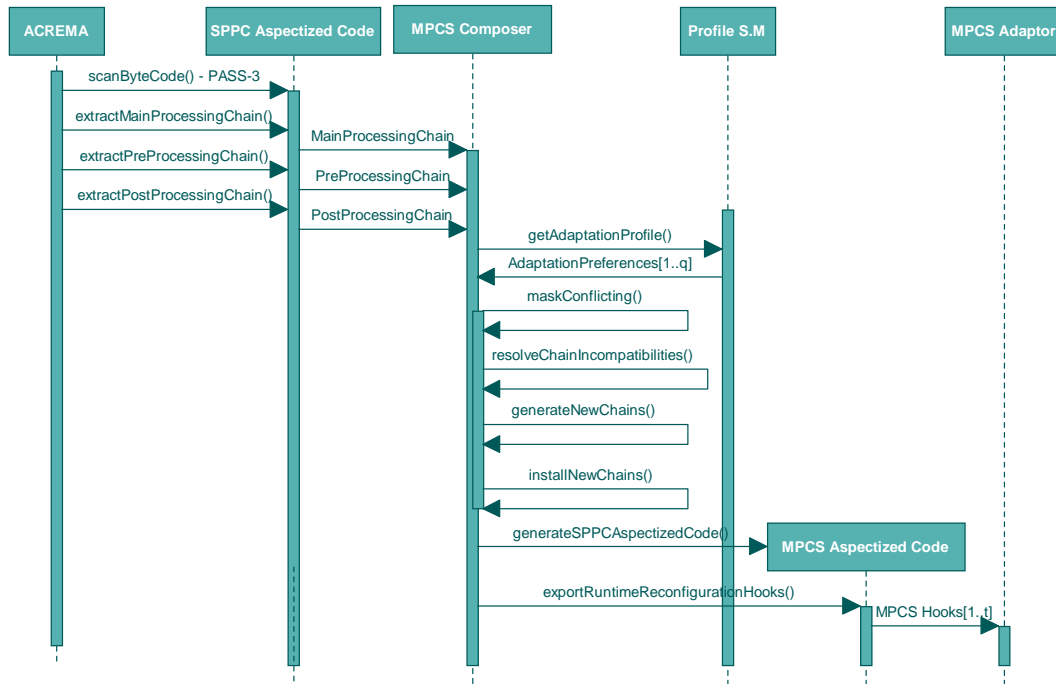 ACREMA
SPPC Aspectized Code
MPCS Composer
Profile S.M
MPCS Adaptor
scanByteCode() - PASS-3
extractMainProcessingChain()
MainProcessingChain
extractPreProcessingChain()
PreProcessingChain
extractPostProcessingChain()
PostProcessingChain
getAdaptationProfile()
AdaptationPreferences[1..q]
maskConflicting()
resolveChainIncompatibilities()
generateNewChains()
installNewChains()
generateSPPCAspectizedCode()
MPCS Aspectized Code
exportRuntimeReconfigurationHooks()
MPCS Hooks[1..t]